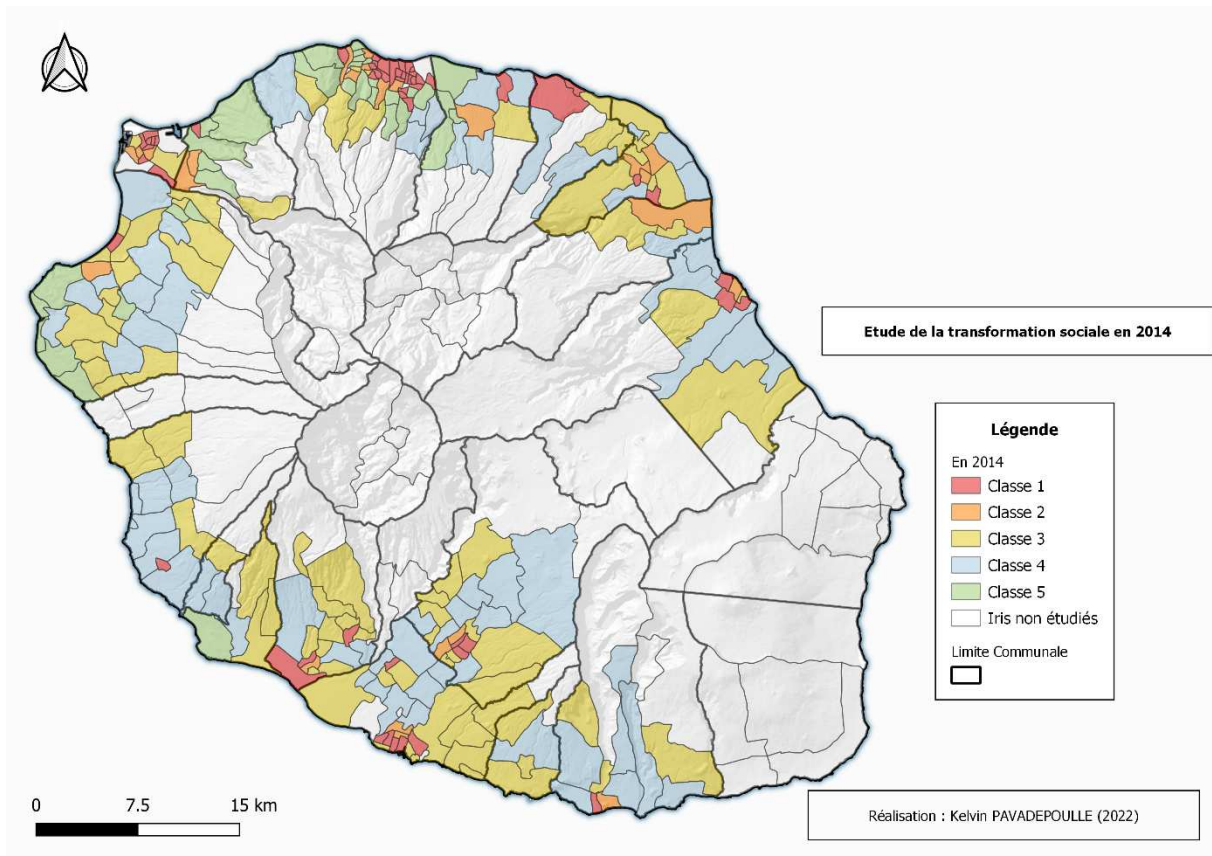 Etude de la transformation sociale en 2014
Légende
En 2014
Classe 1
Classe 2
Classe 3
Classe 4
Classe 5
Iris non étudiés
Limite Communale
0 7.5 15 km
Réalisation : Kelvin PAVADEPOULLE (2022)